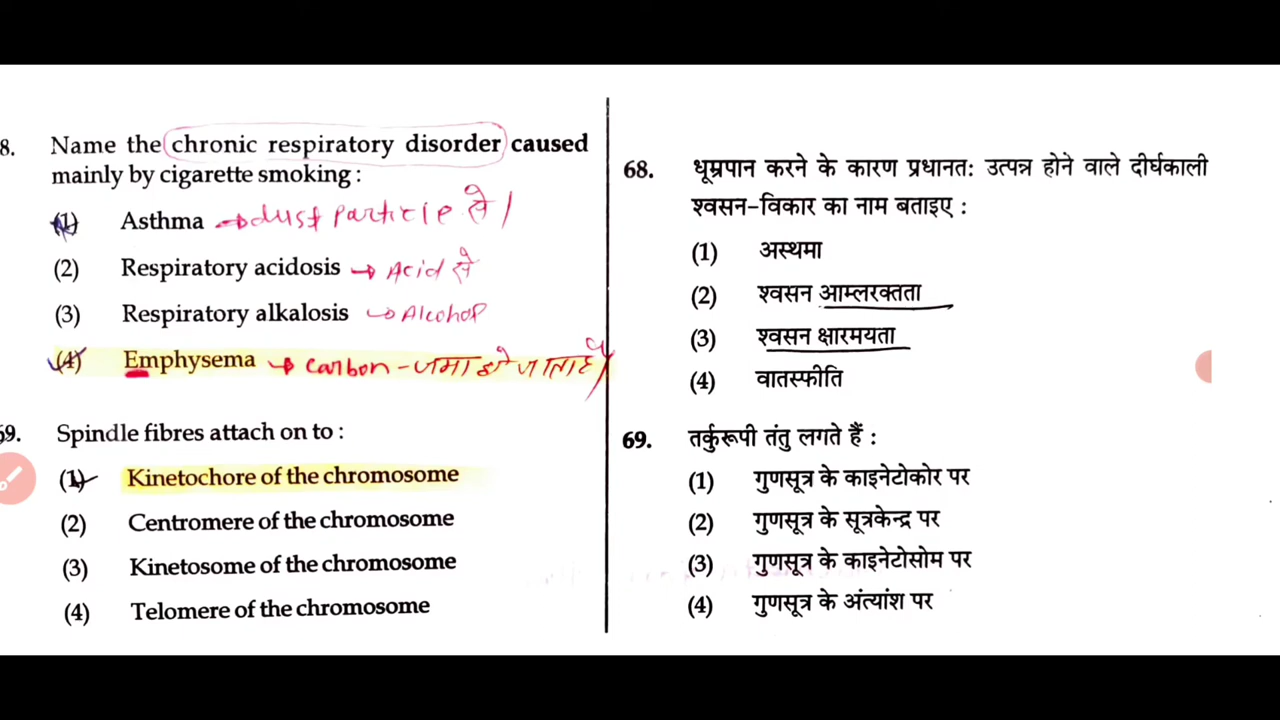 8. Name the chronic respiratory disorder caused
mainly by cigarette smoking :
(1) Asthma → dust particle से।
(2) Respiratory acidosis → Acid से
(3) Respiratory alkalosis → Alcohol
(4) Emphysema → carbon - जमा हो जाता है।
69. Spindle fibres attach on to :
(1) Kinetochore of the chromosome
(2) Centromere of the chromosome
(3) Kinetosome of the chromosome
(4) Telomere of the chromosome
68. धूम्रपान करने के कारण प्रधानत: उत्पन्न होने वाले दीर्घकाली
श्वसन-विकार का नाम बताइए :
(1) अस्थमा
(2) श्वसन आम्लरक्तता
(3) श्वसन क्षारमयता
(4) वातस्फीति
69. तर्कुरूपी तंतु लगते हैं :
(1) गुणसूत्र के काइनेटोकोर पर
(2) गुणसूत्र के सूत्रकेन्द्र पर
(3) गुणसूत्र के काइनेटोसोम पर
(4) गुणसूत्र के अंत्यांश पर